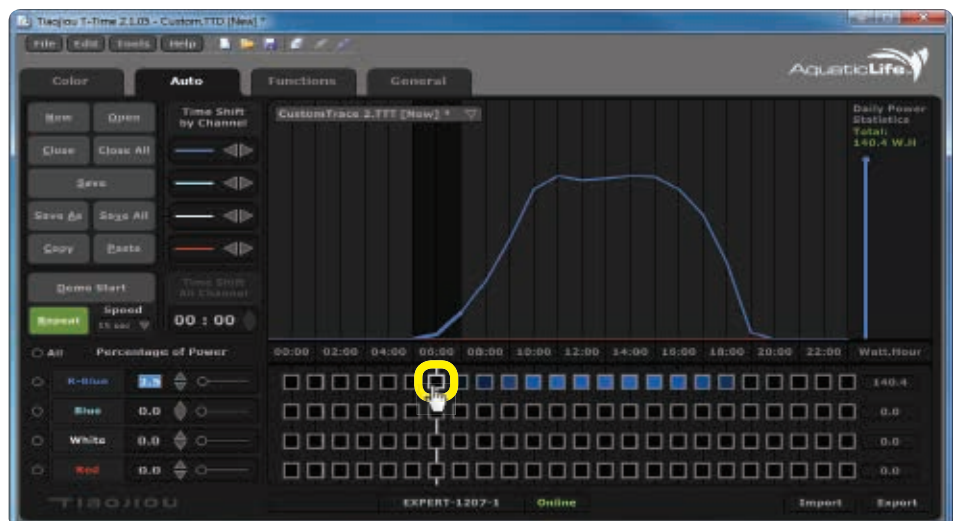 Tiaojiou T-Time 2.1.05 - Custom.TTD [New] *
File Edit Tools Help
AquaticLife
Color Auto Functions General
New Open
Time Shift
by Channel
CustomTrace 2.TTT [New] *
Daily Power
Statistics
Total:
140.4 W.H
Close Close All
Save
Save As Save All
Copy Paste
Demo Start
Time Shift
All Channel
Repeat
Speed
15 sec
00 : 00
All Percentage of Power
00:00 02:00 04:00 06:00 08:00 10:00 12:00 14:00 16:00 18:00 20:00 22:00 Watt.Hour
R-Blue 140.4
Blue 0.0 0.0
White 0.0 0.0
Red 0.0 0.0
TIAOJIOU
EXPERT-1207-1 Online Import Export